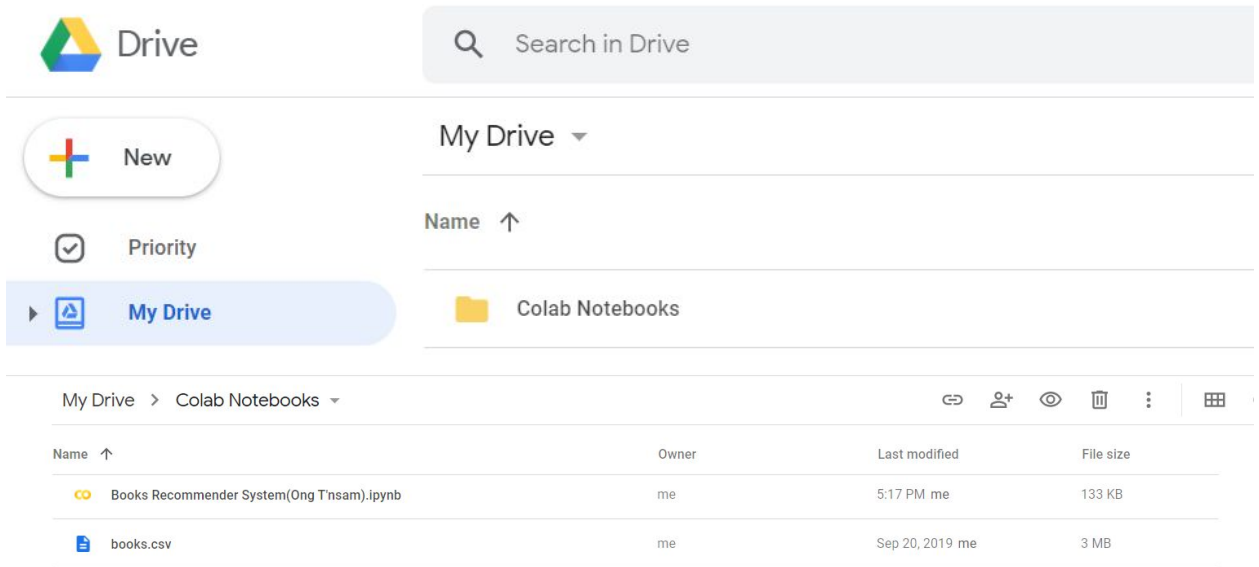 Drive
Search in Drive
New
My Drive
Name
Priority
My Drive
Colab Notebooks
My Drive > Colab Notebooks
Name Owner Last modified File size
Books Recommender System(Ong T'nsam).ipynb me 5:17 PM me 133 KB
books.csv me Sep 20, 2019 me 3 MB